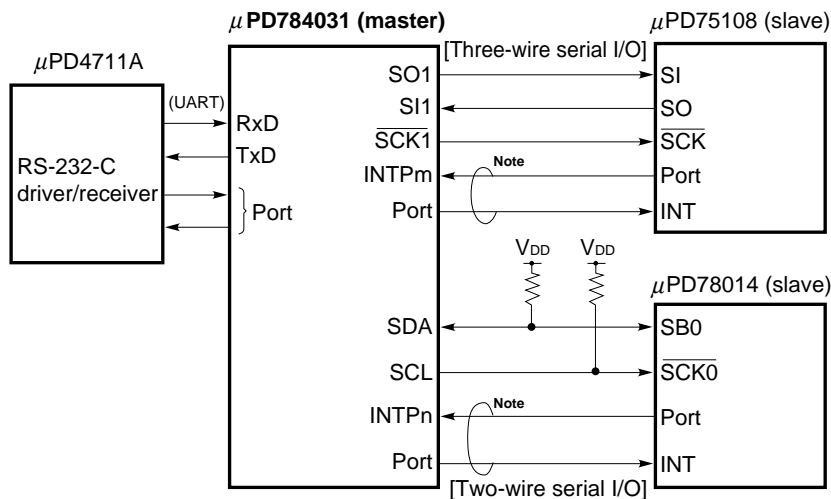 μPD784031 (master)
μPD75108 (slave)
μPD4711A
[Three-wire serial I/O]
(UART)
RS-232-C
driver/receiver
RxD
TxD
Port
SO1
SI1
SCK1
INTPm
Port
Note
SI
SO
SCK
Port
INT
VDD
VDD
μPD78014 (slave)
SDA
SCL
INTPn
Port
Note
SB0
SCK0
Port
INT
[Two-wire serial I/O]